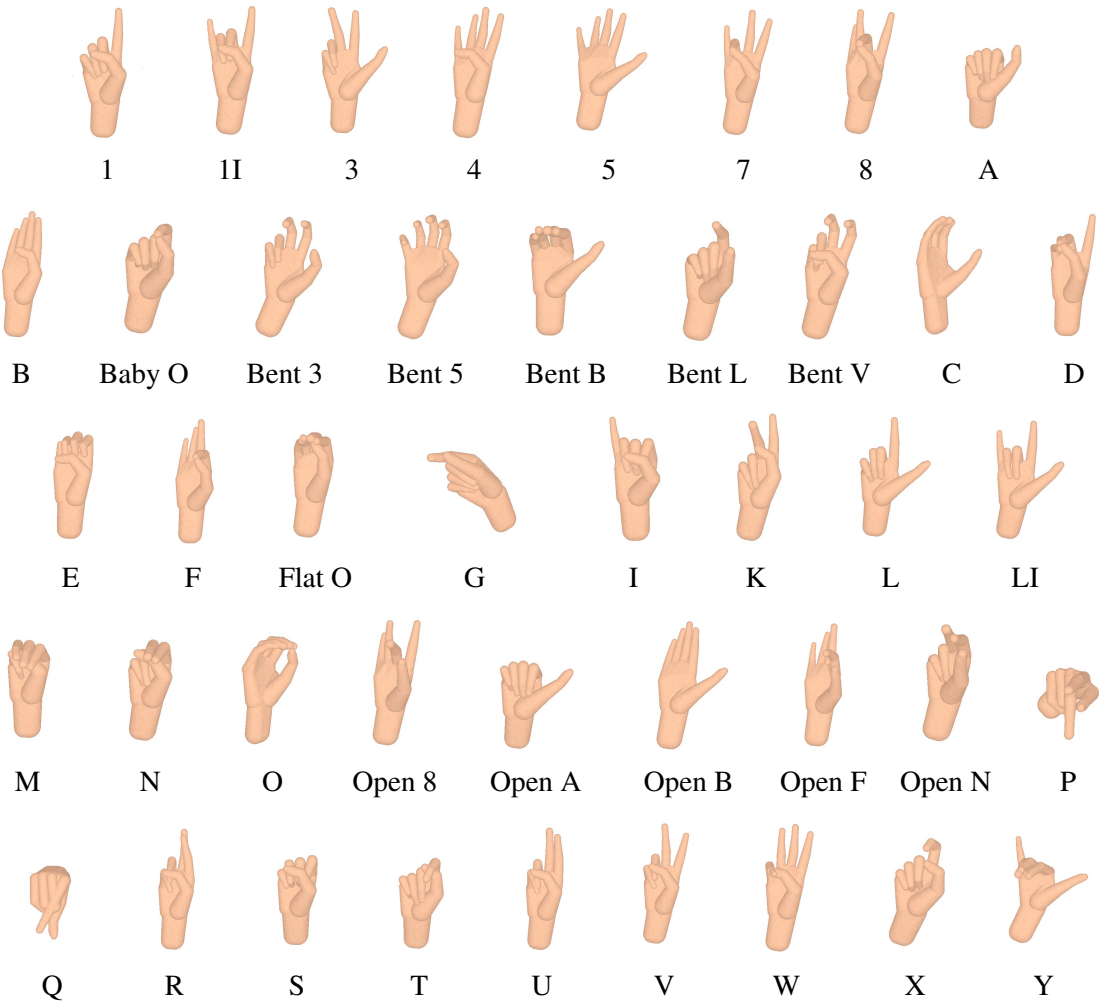 1 1I 3 4 5 7 8 A
B Baby O Bent 3 Bent 5 Bent B Bent L Bent V C D
E F Flat O G I K L LI
M N O Open 8 Open A Open B Open F Open N P
Q R S T U V W X Y